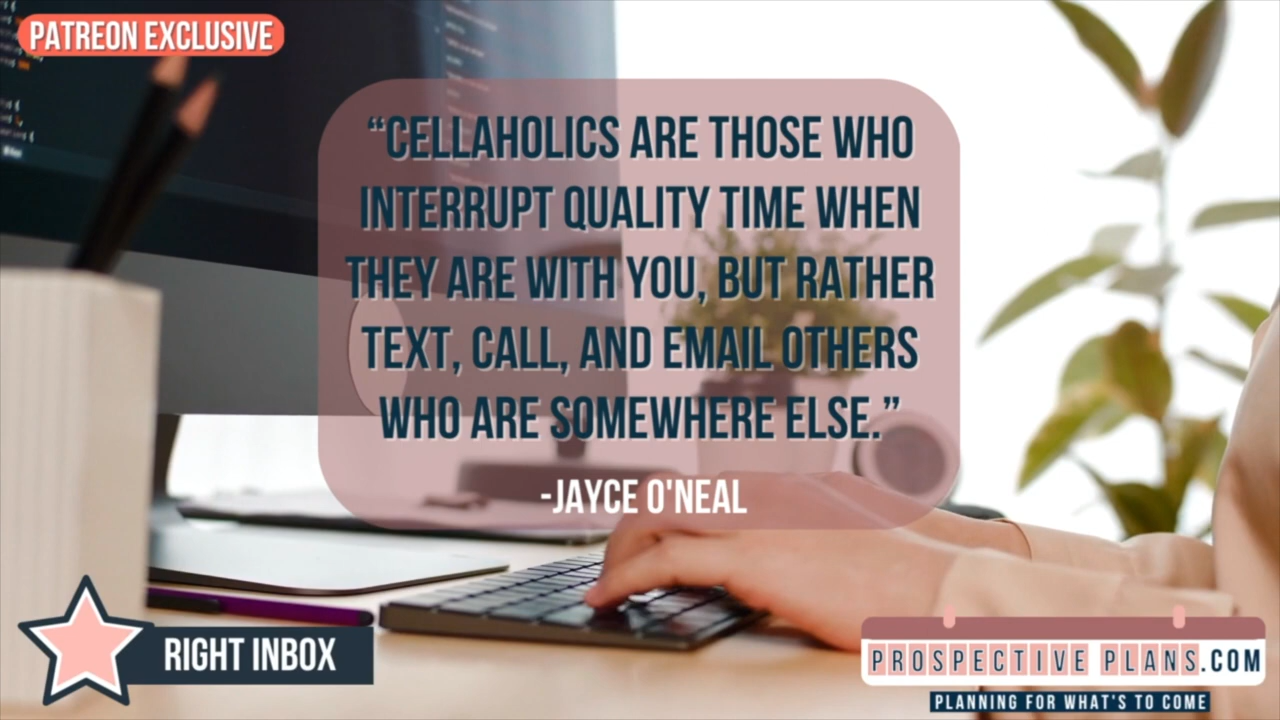 PATREON EXCLUSIVE
“CELLAHOLICS ARE THOSE WHO
INTERRUPT QUALITY TIME WHEN
THEY ARE WITH YOU, BUT RATHER
TEXT, CALL, AND EMAIL OTHERS
WHO ARE SOMEWHERE ELSE.”
-JAYCE O'NEAL
RIGHT INBOX
PROSPECTIVE PLANS.COM
PLANNING FOR WHAT'S TO COME